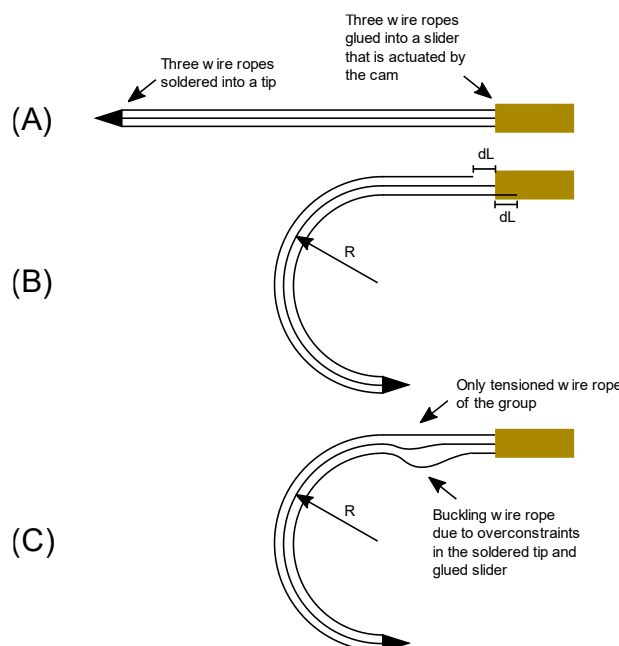 Three wire ropes
glued into a slider
that is actuated by
the cam
Three wire ropes
soldered into a tip
(A)
dL
(B)
dL
R
Only tensioned wire rope
of the group
R
(C)
Buckling wire rope
due to overconstraints
in the soldered tip and
glued slider